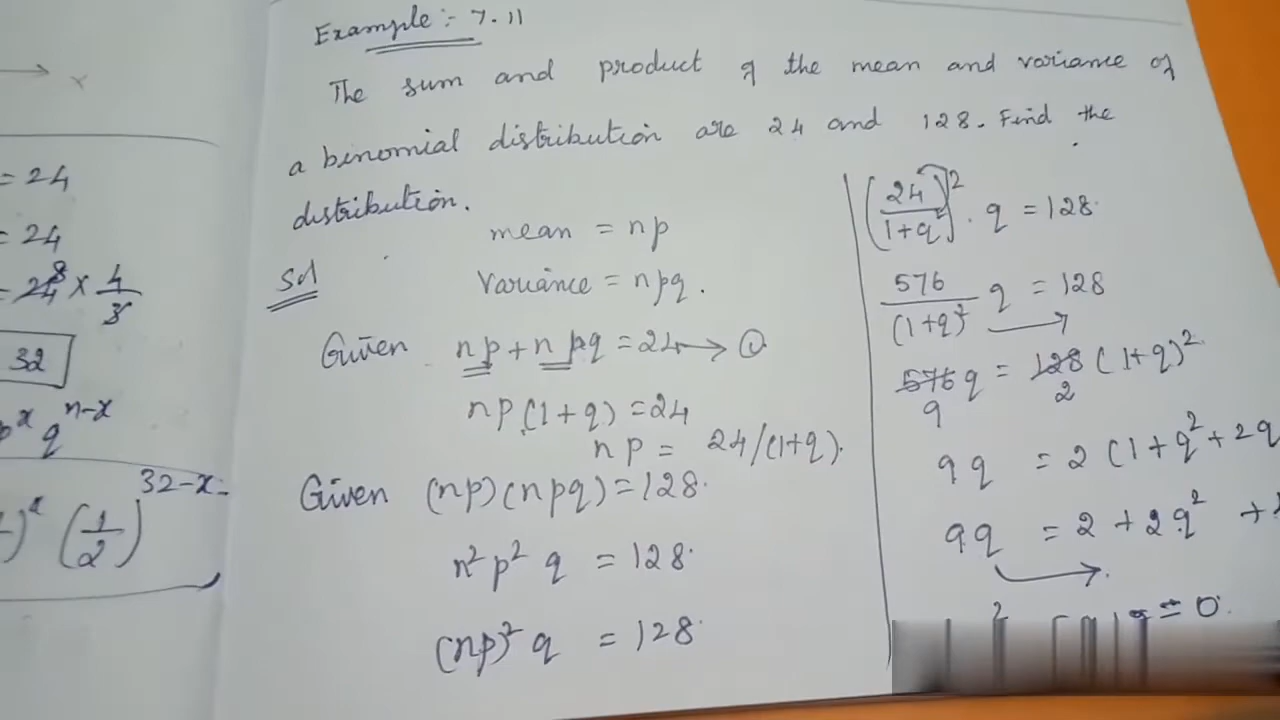 x
= 24
= 24
= 24 8 × 4/3
32
p^x q^(n-x)
)^x (1/2)^(32-x)
Example :- 7.11
The sum and product of the mean and variance of
a binomial distribution are 24 and 128. Find the
distribution.
Sol
mean = np
Variance = npq.
Given np + npq = 24 → ①
np(1+q) = 24
np = 24/(1+q).
Given (np)(npq) = 128.
n² p² q = 128.
(np)² q = 128.
(24/(1+q))² . q = 128.
576/(1+q)² q = 128
576 q = 128 (1+q)²
9 2
9q = 2(1+q²+2q
9q = 2+2q² +
= 0.